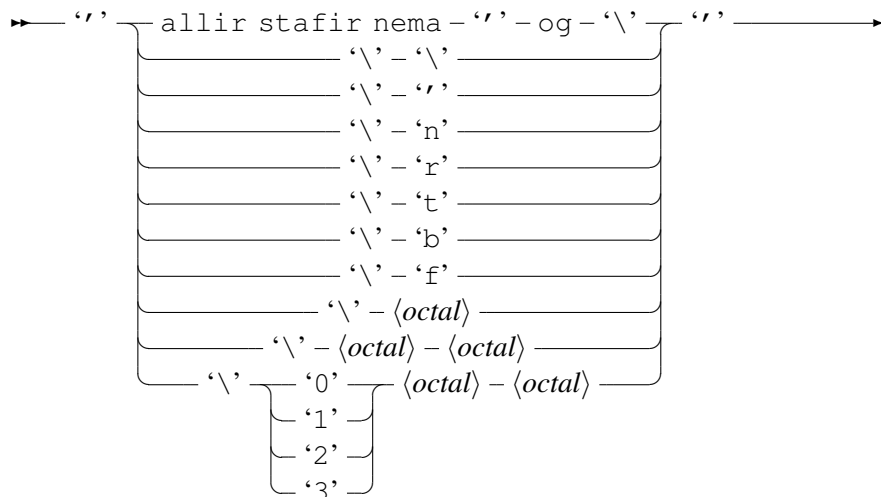 ‘'’ allir stafir nema – ‘'’ – og – ‘\’ ‘'’
‘\’ – ‘\’
‘\’ – ‘'’
‘\’ – ‘n’
‘\’ – ‘r’
‘\’ – ‘t’
‘\’ – ‘b’
‘\’ – ‘f’
‘\’ – ⟨octal⟩
‘\’ – ⟨octal⟩ – ⟨octal⟩
‘\’ ‘0’ ⟨octal⟩ – ⟨octal⟩
‘1’
‘2’
‘3’